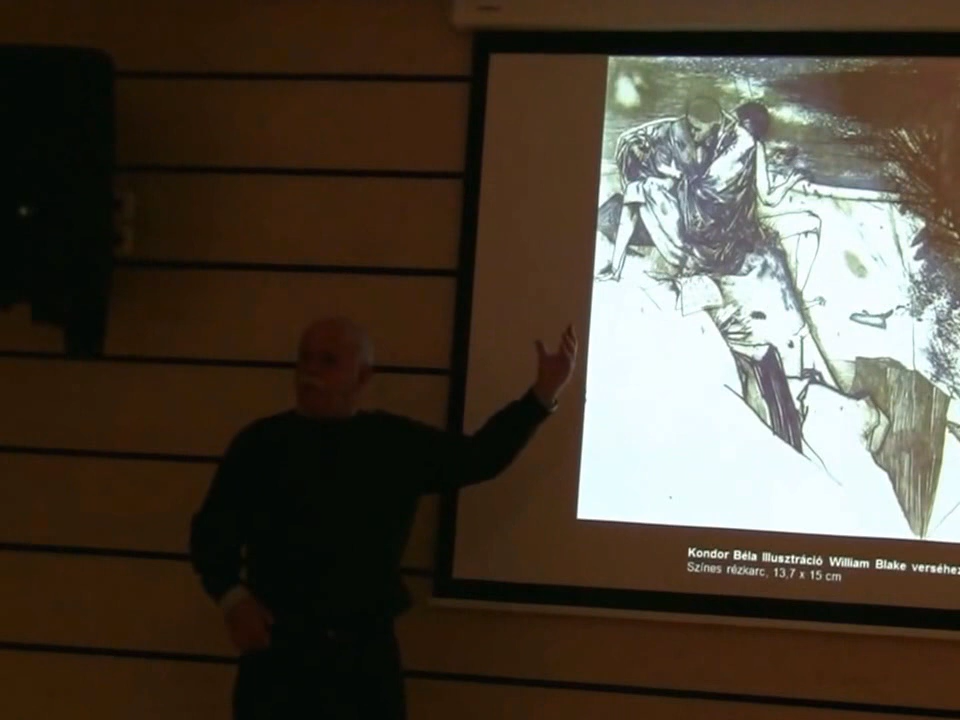 Kondor Béla Illusztráció William Blake verséhez
Színes rézkarc, 13,7 x 15 cm